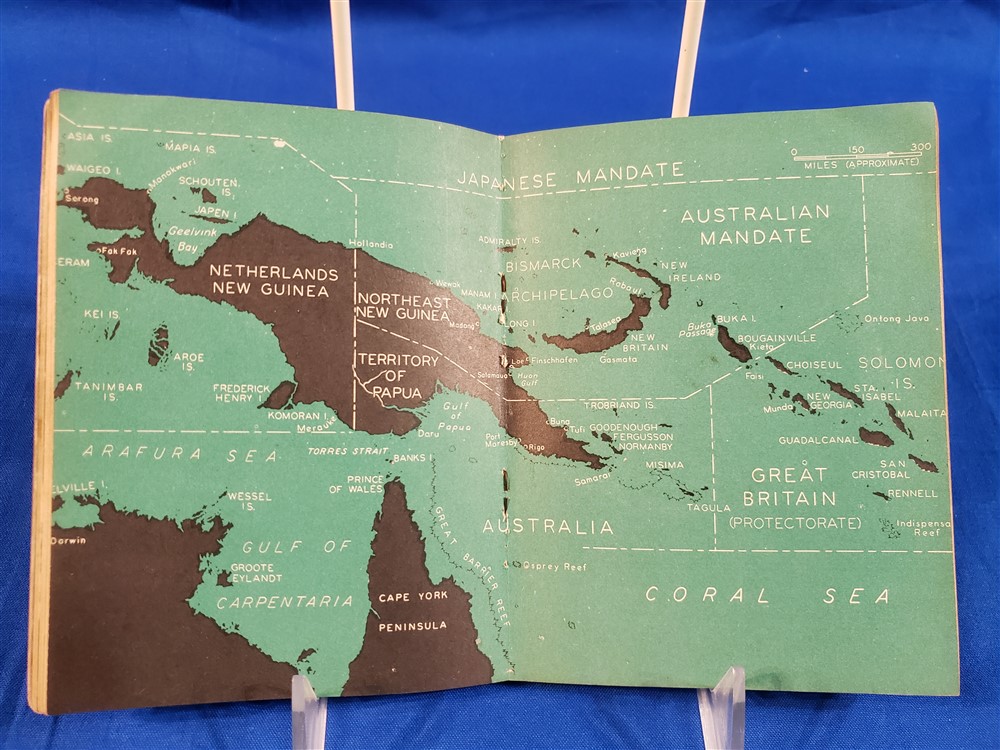 ASIA IS.
MAPIA IS.
WAIGEO I.
Manokwari
SCHOUTEN
IS.
Sorong
JAPEN I.
Geelvink
Bay
Fak Fak
ERAM
NETHERLANDS
NEW GUINEA
Hollandia
KEI IS.
AROE
IS.
TANIMBAR
IS.
FREDERICK
HENRY I.
KOMORAN I.
Merauke
NORTHEAST
NEW GUINEA
TERRITORY
OF
PAPUA
Gulf
of
Papua
Daru
ARAFURA SEA
TORRES STRAIT
BANKS I.
PRINCE
OF WALES
ELVILLE I.
WESSEL
IS.
Darwin
GULF OF
CARPENTARIA
GROOTE
EYLANDT
GREAT BARRIER REEF
CAPE YORK
PENINSULA
JAPANESE MANDATE
0 150 300
MILES (APPROXIMATE)
AUSTRALIAN
MANDATE
ADMIRALTY IS.
BISMARCK
ARCHIPELAGO
Kavieng
NEW
IRELAND
Rabaul
Wewak
MANAM I.
KARKAR
Madang
LONG I.
Talasea
NEW
BRITAIN
Gasmata
Lae
Finschhafen
Salamaua
Huon
Gulf
BUKA I.
Buka
Passage
BOUGAINVILLE
Kieta
Faisi
Ontong Java
CHOISEUL
SOLOMON
IS.
STA.
ISABEL
NEW
GEORGIA
Munda
MALAITA
GUADALCANAL
SAN
CRISTOBAL
RENNELL
Indispensa
Reef
TROBRIAND IS.
Buna
Tufi
GOODENOUGH
FERGUSSON
NORMANBY
Port
Moresby
Rigo
Samarai
MISIMA
TAGULA
GREAT
BRITAIN
(PROTECTORATE)
AUSTRALIA
Osprey Reef
CORAL SEA